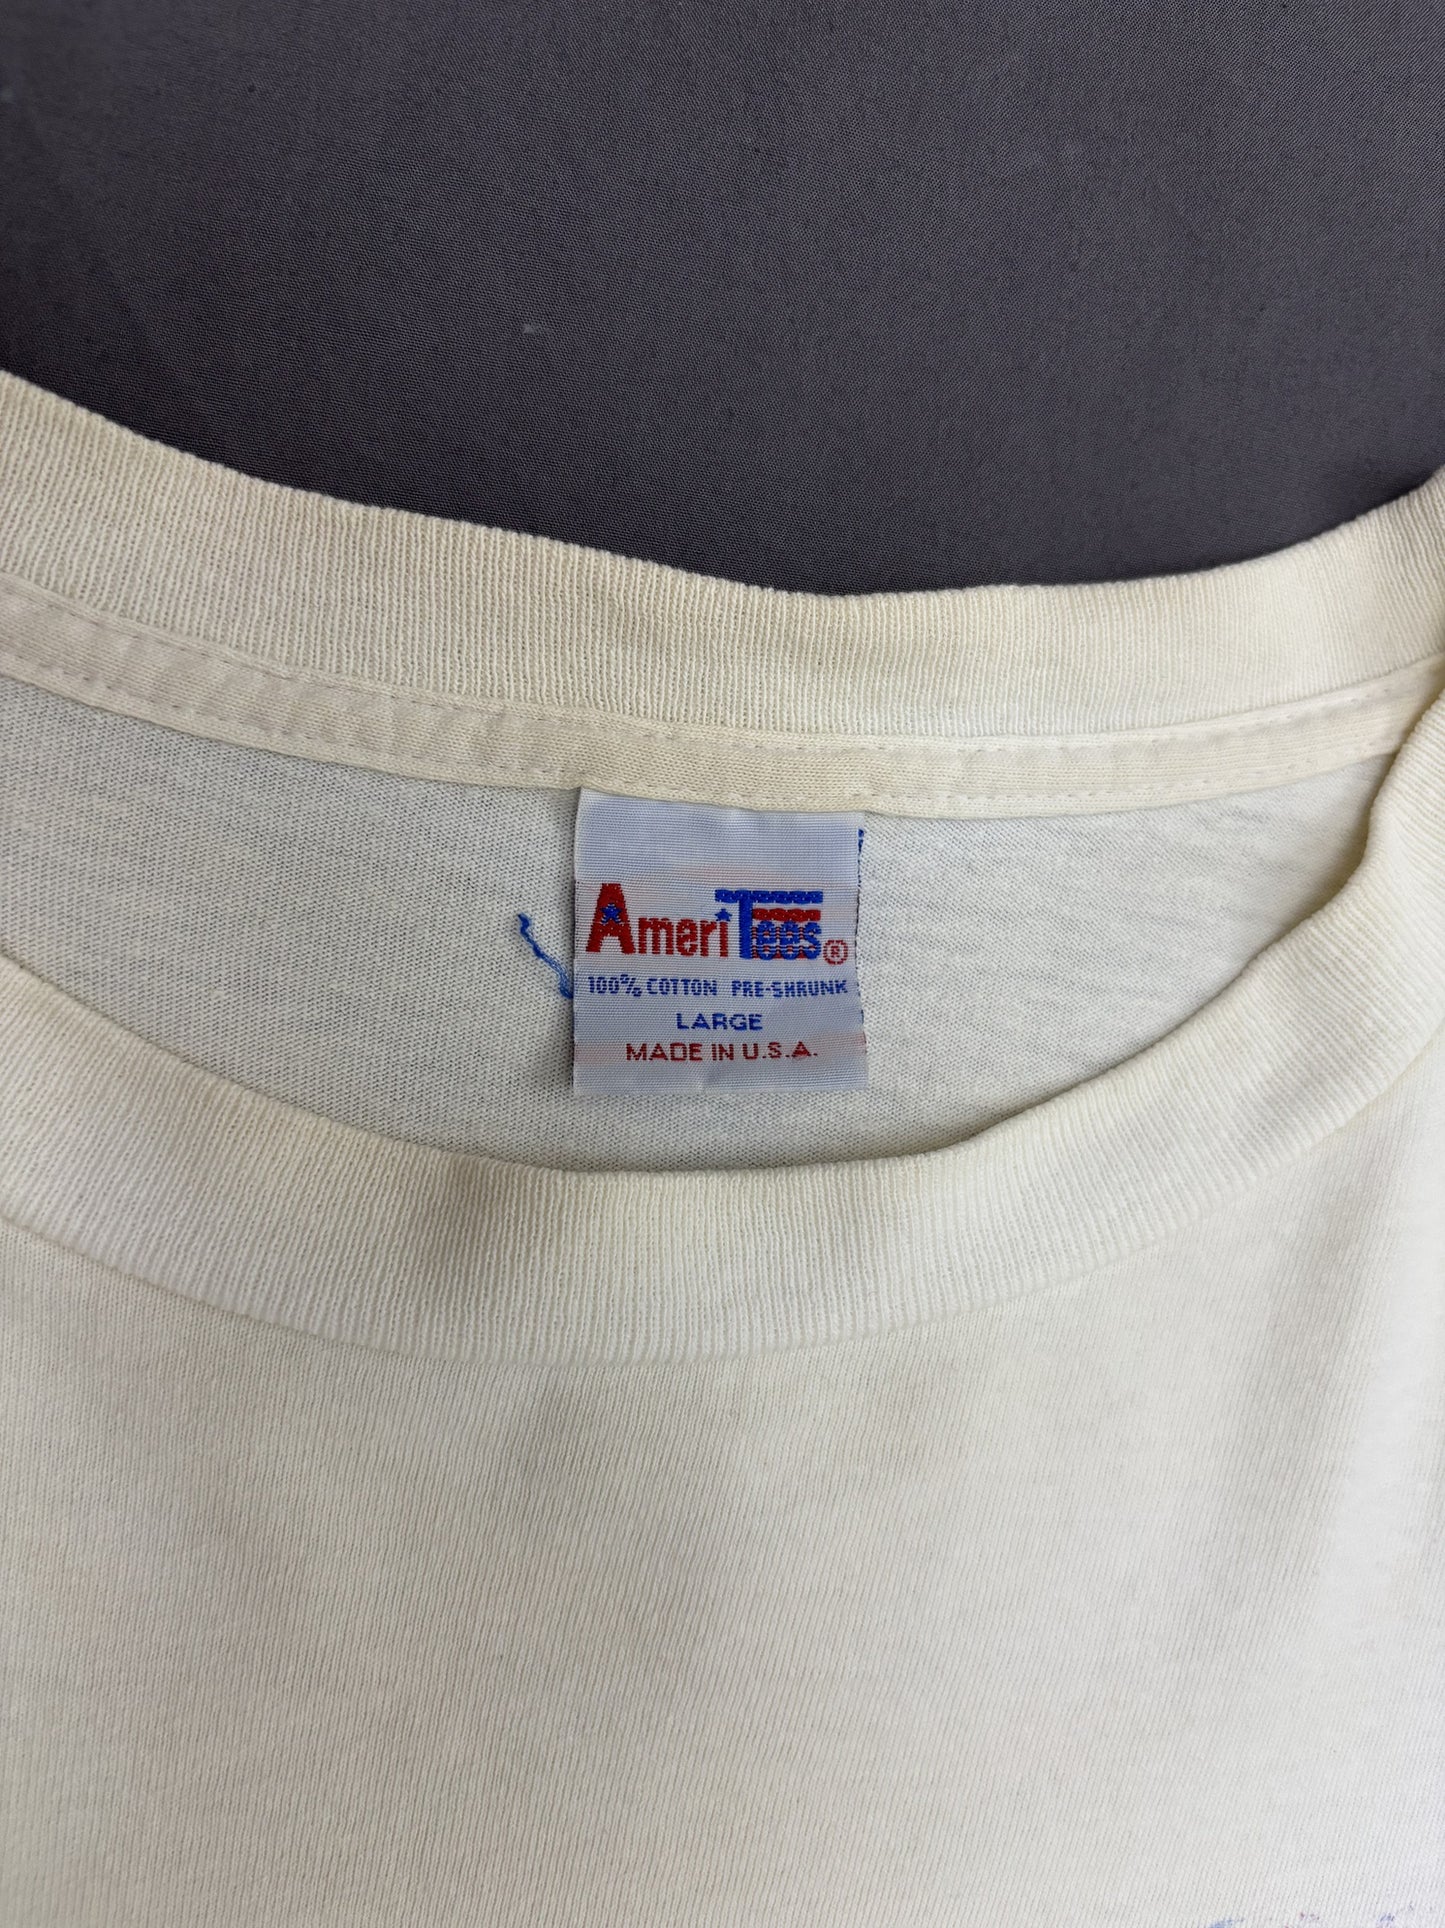 AmeriTees®
100% COTTON PRE-SHRUNK
LARGE
MADE IN U.S.A.